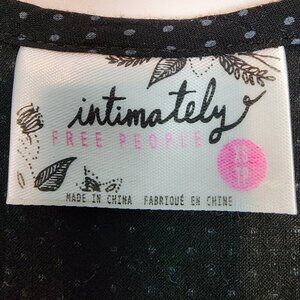 intimately
FREE PEOPLE
MADE IN CHINA FABRIQUÉ EN CHINE